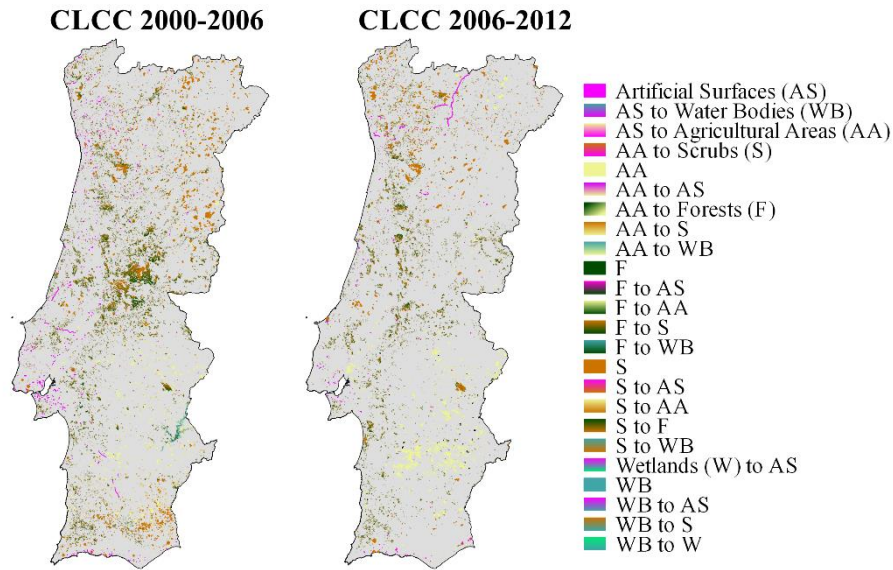 CLCC 2000-2006
CLCC 2006-2012
Artificial Surfaces (AS)
AS to Water Bodies (WB)
AS to Agricultural Areas (AA)
AA to Scrubs (S)
AA
AA to AS
AA to Forests (F)
AA to S
AA to WB
F
F to AS
F to AA
F to S
F to WB
S
S to AS
S to AA
S to F
S to WB
Wetlands (W) to AS
WB
WB to AS
WB to S
WB to W